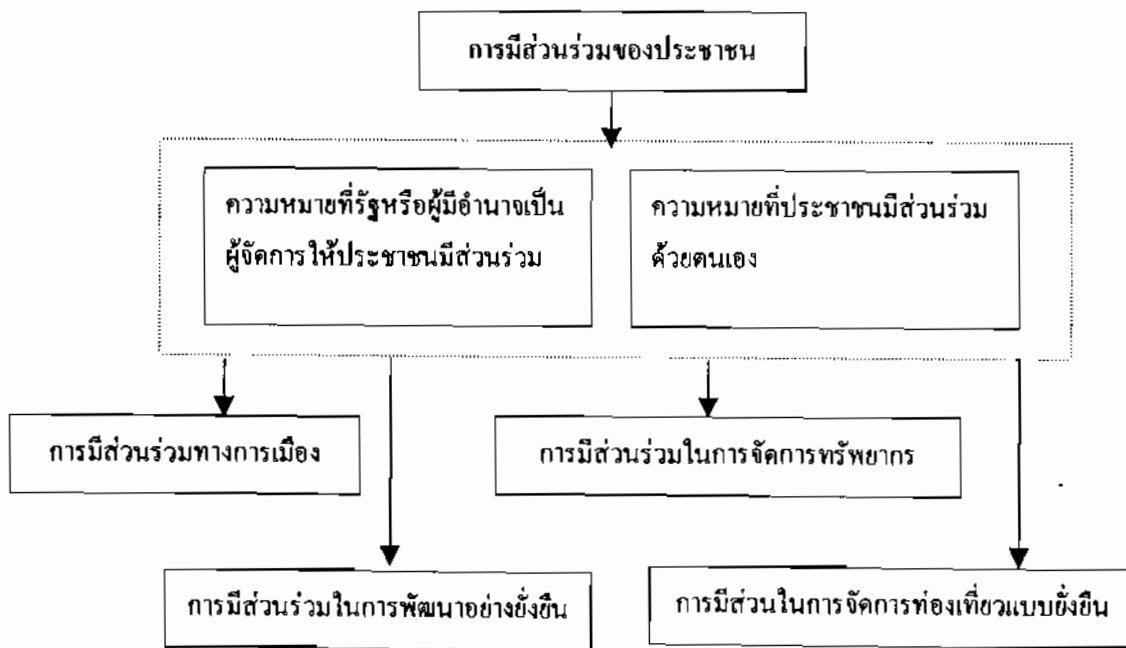 การมีส่วนร่วมของประชาชน
ความหมายที่รัฐหรือผู้มีอำนาจเป็น
ผู้จัดการให้ประชาชนมีส่วนร่วม
ความหมายที่ประชาชนมีส่วนร่วม
ด้วยตนเอง
การมีส่วนร่วมทางการเมือง
การมีส่วนร่วมในการจัดการทรัพยากร
การมีส่วนร่วมในการพัฒนาอย่างยั่งยืน
การมีส่วนในการจัดการท่องเที่ยวแบบยั่งยืน